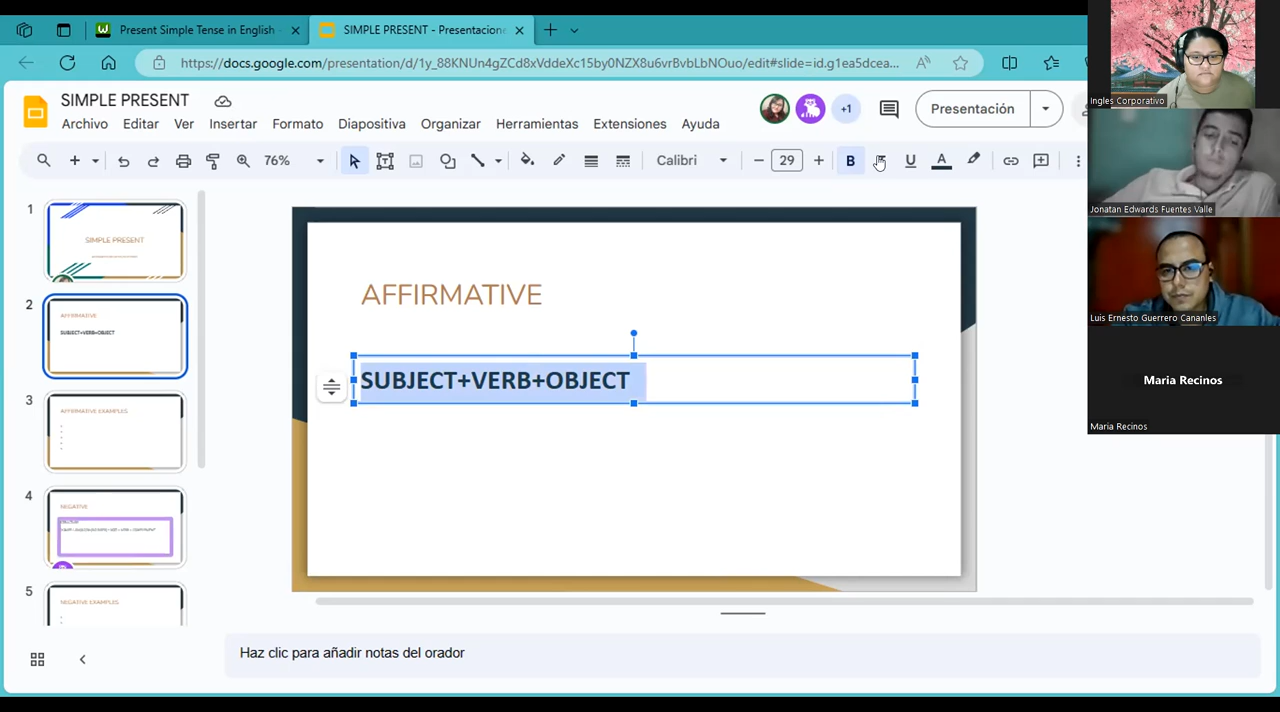 Present Simple Tense in English -
SIMPLE PRESENT - Presentacione
https://docs.google.com/presentation/d/1y_88KNUn4gZCd8xVddeXc15by0NZX8u6vrBvbLbNOuo/edit#slide=id.g1ea5dcea...
SIMPLE PRESENT
+1
Presentación
Archivo Editar Ver Insertar Formato Diapositiva Organizar Herramientas Extensiones Ayuda
76% Calibri 29 B U A
1
SIMPLE PRESENT
2
AFFIRMATIVE
SUBJECT+VERB+OBJECT
3
AFFIRMATIVE EXAMPLES
4
NEGATIVE
5
NEGATIVE EXAMPLES
AFFIRMATIVE
SUBJECT+VERB+OBJECT
Haz clic para añadir notas del orador
Ingles Corporativo
Jonatan Edwards Fuentes Valle
Luis Ernesto Guerrero Cananles
Maria Recinos
Maria Recinos